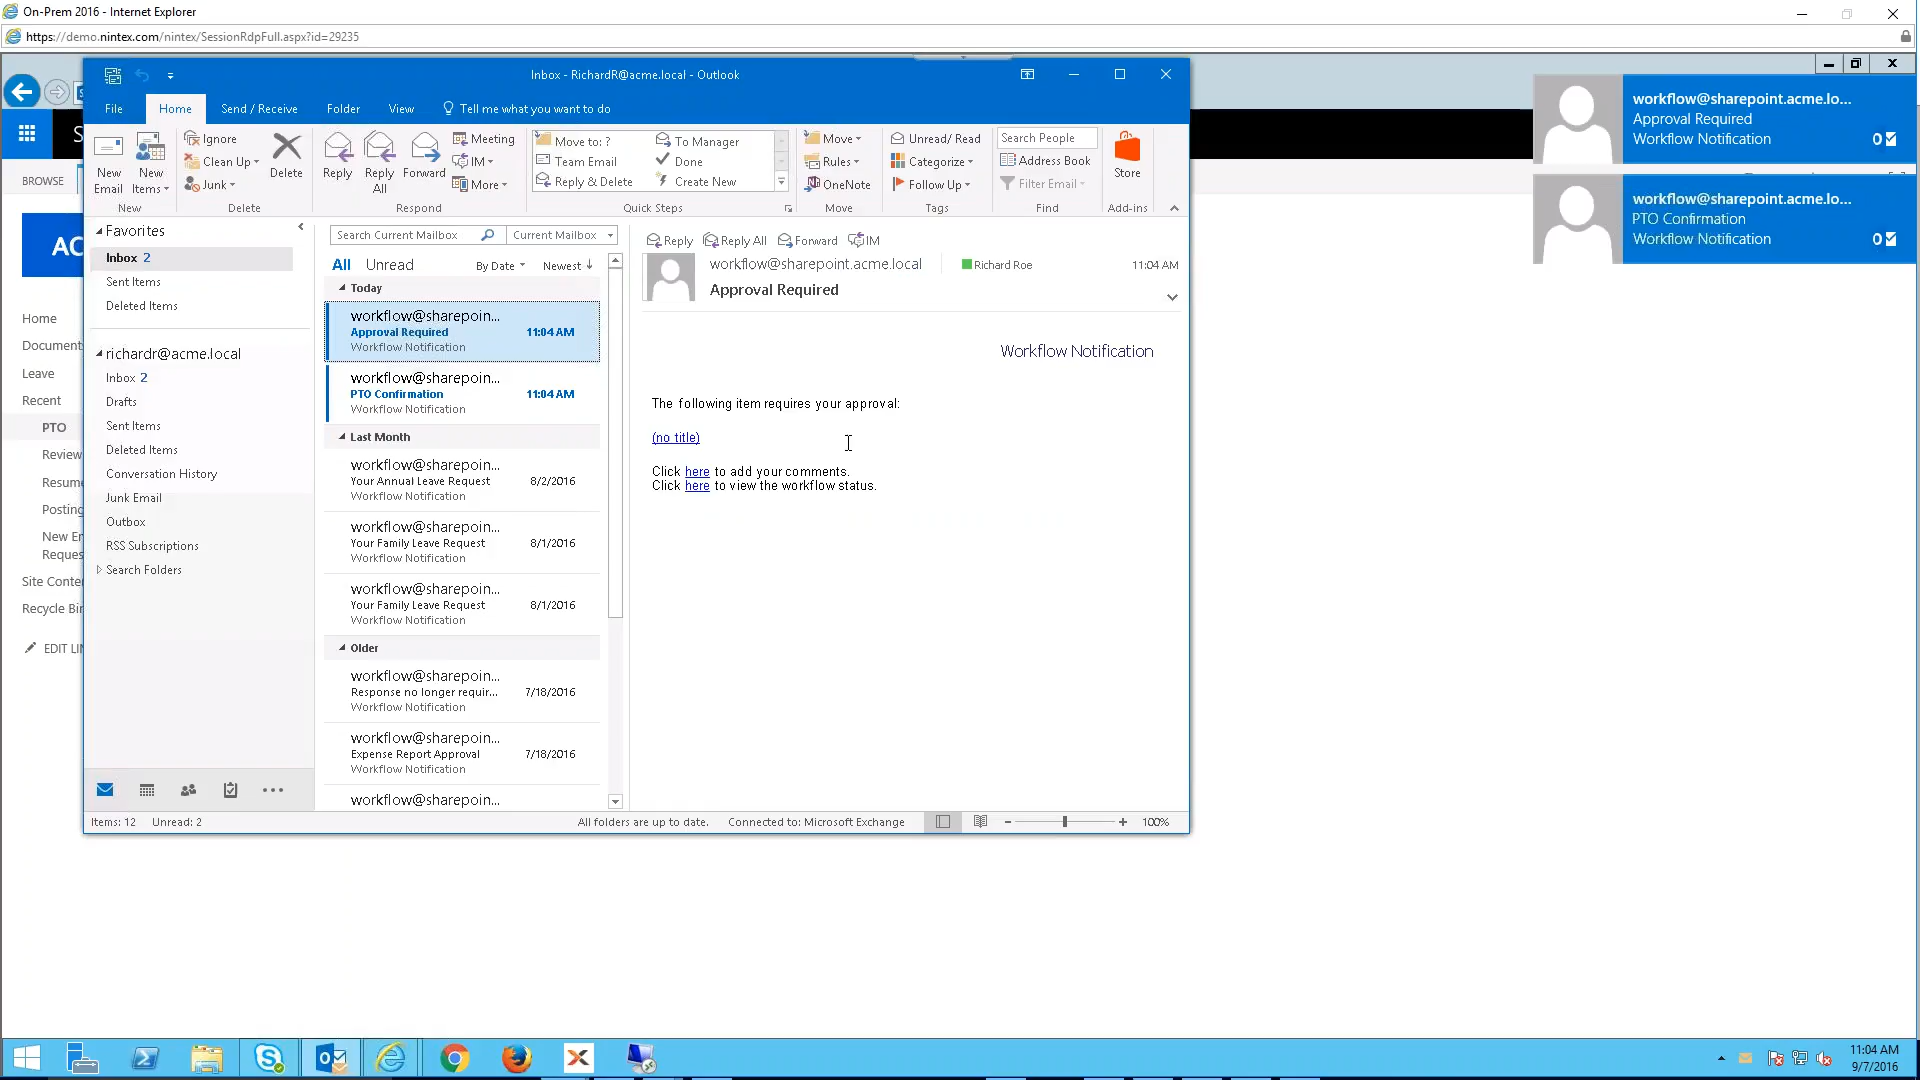 On-Prem 2016 - Internet Explorer
https://demo.nintex.com/nintex/SessionRdpFull.aspx?id=29235
Inbox - RichardR@acme.local - Outlook
File
Home
Send / Receive
Folder
View
Tell me what you want to do
New
Email
New
Items
New
Ignore
Clean Up
Junk
Delete
Delete
Reply
Reply
All
Forward
Meeting
IM
More
Respond
Move to: ?
Team Email
Reply & Delete
To Manager
Done
Create New
Quick Steps
Move
Rules
OneNote
Move
Unread/ Read
Categorize
Follow Up
Tags
Search People
Address Book
Filter Email
Find
Store
Add-ins
workflow@sharepoint.acme.lo...
Approval Required
Workflow Notification
0
workflow@sharepoint.acme.lo...
PTO Confirmation
Workflow Notification
0
S
BROWSE
AC
Home
Document
Leave
Recent
PTO
Review
Resum
Posting
New Em
Reques
Site Conte
Recycle Bin
EDIT LIN
Favorites
Inbox 2
Sent Items
Deleted Items
richardr@acme.local
Inbox 2
Drafts
Sent Items
Deleted Items
Conversation History
Junk Email
Outbox
RSS Subscriptions
Search Folders
Search Current Mailbox
Current Mailbox
All
Unread
By Date
Newest
Today
workflow@sharepoin...
Approval Required 11:04 AM
Workflow Notification
workflow@sharepoin...
PTO Confirmation 11:04 AM
Workflow Notification
Last Month
workflow@sharepoin...
Your Annual Leave Request 8/2/2016
Workflow Notification
workflow@sharepoin...
Your Family Leave Request 8/1/2016
Workflow Notification
workflow@sharepoin...
Your Family Leave Request 8/1/2016
Workflow Notification
Older
workflow@sharepoin...
Response no longer requir... 7/18/2016
Workflow Notification
workflow@sharepoin...
Expense Report Approval 7/18/2016
Workflow Notification
workflow@sharepoin...
Reply
Reply All
Forward
IM
workflow@sharepoint.acme.local
Richard Roe
11:04 AM
Approval Required
Workflow Notification
The following item requires your approval:
(no title)
Click here to add your comments.
Click here to view the workflow status.
Items: 12
Unread: 2
All folders are up to date.
Connected to: Microsoft Exchange
100%
11:04 AM
9/7/2016